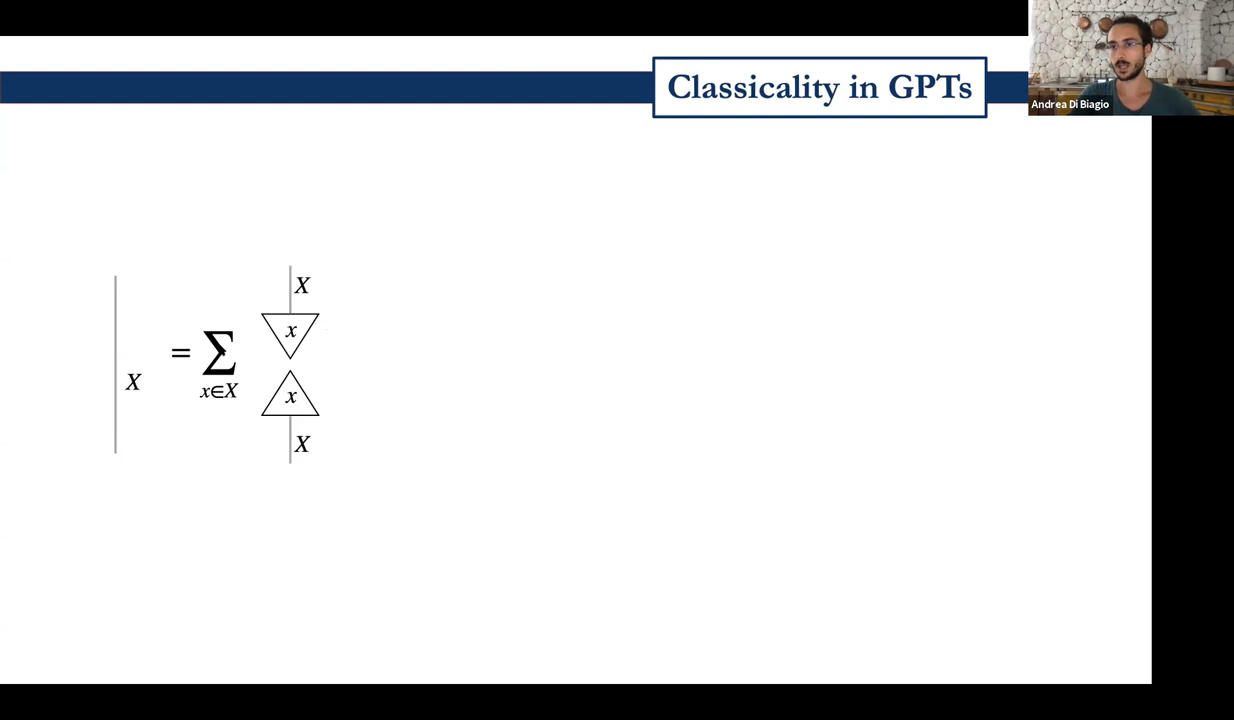 Classicality in GPTs
Andrea Di Biagio
X
x
= ∑
x∈X
X
x
X